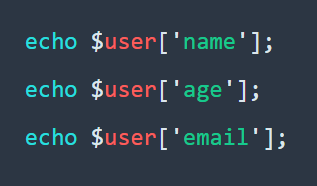 echo $user['name'];
echo $user['age'];
echo $user['email'];